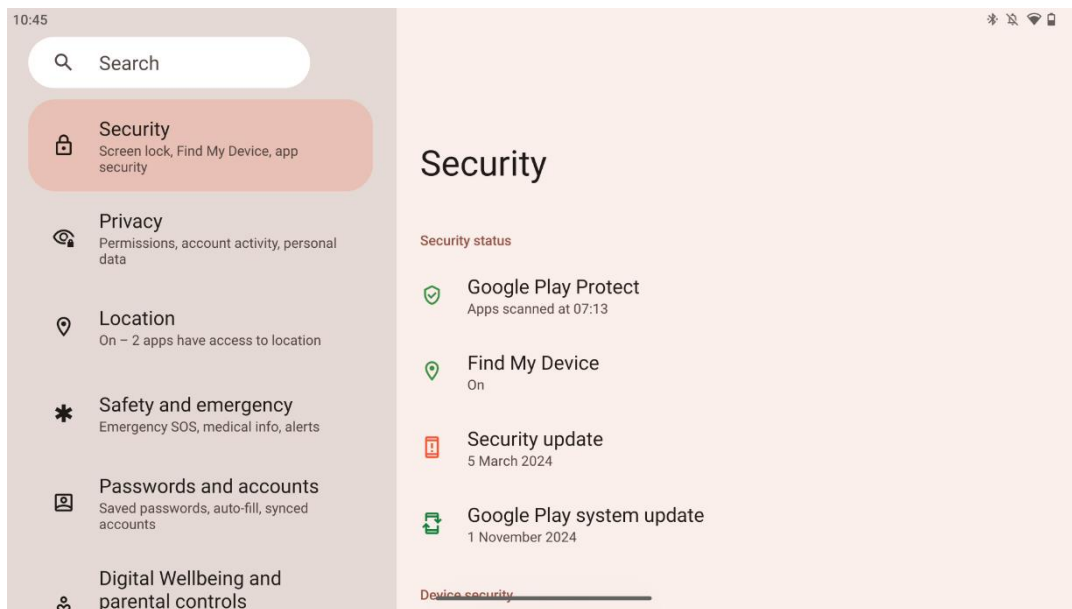 10:45
Search
Security
Screen lock, Find My Device, app
security
Privacy
Permissions, account activity, personal
data
Location
On – 2 apps have access to location
Safety and emergency
Emergency SOS, medical info, alerts
Passwords and accounts
Saved passwords, auto-fill, synced
accounts
Digital Wellbeing and
parental controls
Security
Security status
Google Play Protect
Apps scanned at 07:13
Find My Device
On
Security update
5 March 2024
Google Play system update
1 November 2024
Device security